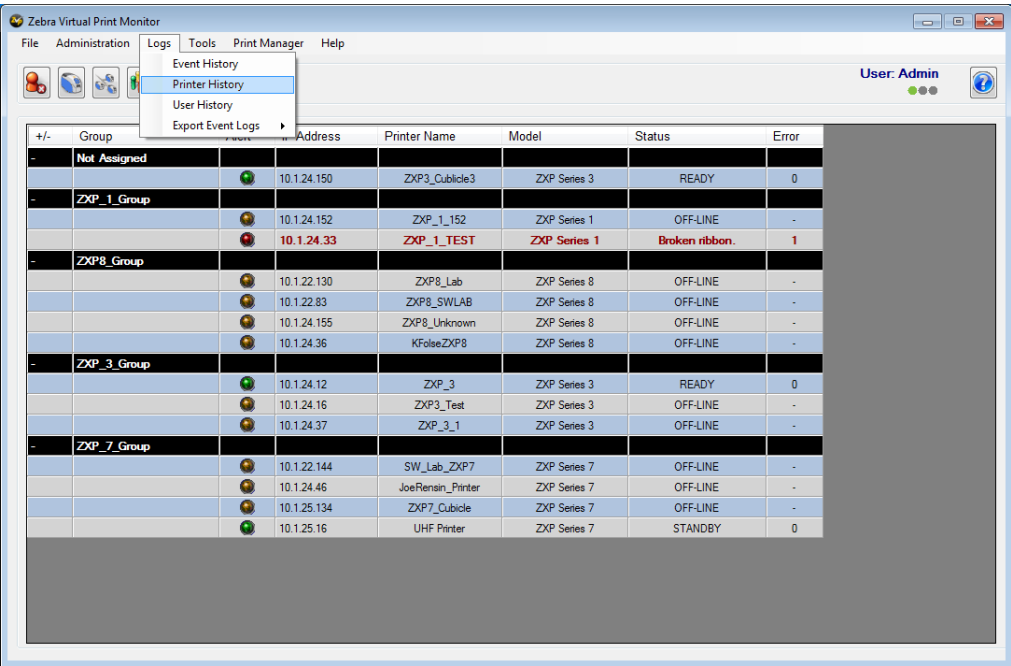 Zebra Virtual Print Monitor
File Administration Logs Tools Print Manager Help
Event History
Printer History
User History
Export Event Logs
User: Admin
+/- Group Address Printer Name Model Status Error
- Not Assigned
10.1.24.150 ZXP3_Cublicle3 ZXP Series 3 READY 0
- ZXP_1_Group
10.1.24.152 ZXP_1_152 ZXP Series 1 OFF-LINE -
10.1.24.33 ZXP_1_TEST ZXP Series 1 Broken ribbon. 1
- ZXP8_Group
10.1.22.130 ZXP8_Lab ZXP Series 8 OFF-LINE -
10.1.22.83 ZXP8_SWLAB ZXP Series 8 OFF-LINE -
10.1.24.155 ZXP8_Unknown ZXP Series 8 OFF-LINE -
10.1.24.36 KFolseZXP8 ZXP Series 8 OFF-LINE -
- ZXP_3_Group
10.1.24.12 ZXP_3 ZXP Series 3 READY 0
10.1.24.16 ZXP3_Test ZXP Series 3 OFF-LINE -
10.1.24.37 ZXP_3_1 ZXP Series 3 OFF-LINE -
- ZXP_7_Group
10.1.22.144 SW_Lab_ZXP7 ZXP Series 7 OFF-LINE -
10.1.24.46 JoeRensin_Printer ZXP Series 7 OFF-LINE -
10.1.25.134 ZXP7_Cubicle ZXP Series 7 OFF-LINE -
10.1.25.16 UHF Printer ZXP Series 7 STANDBY 0